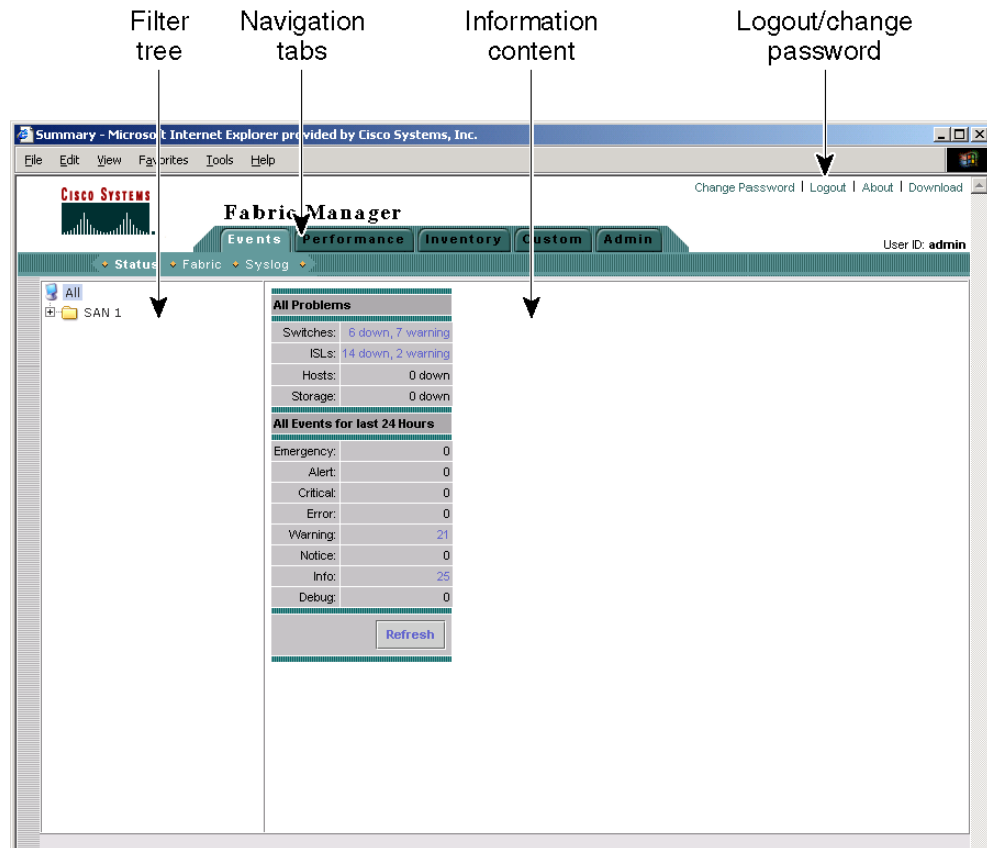 Filter tree
Navigation tabs
Information content
Logout/change password
Summary - Microsoft Internet Explorer provided by Cisco Systems, Inc.
File Edit View Favorites Tools Help
Change Password | Logout | About | Download
CISCO SYSTEMS
Fabric Manager
Events Performance Inventory Custom Admin
User ID: admin
Status Fabric Syslog
All
SAN 1
All Problems
Switches: 6 down, 7 warning
ISLs: 14 down, 2 warning
Hosts: 0 down
Storage: 0 down
All Events for last 24 Hours
Emergency: 0
Alert: 0
Critical: 0
Error: 0
Warning: 21
Notice: 0
Info: 25
Debug: 0
Refresh